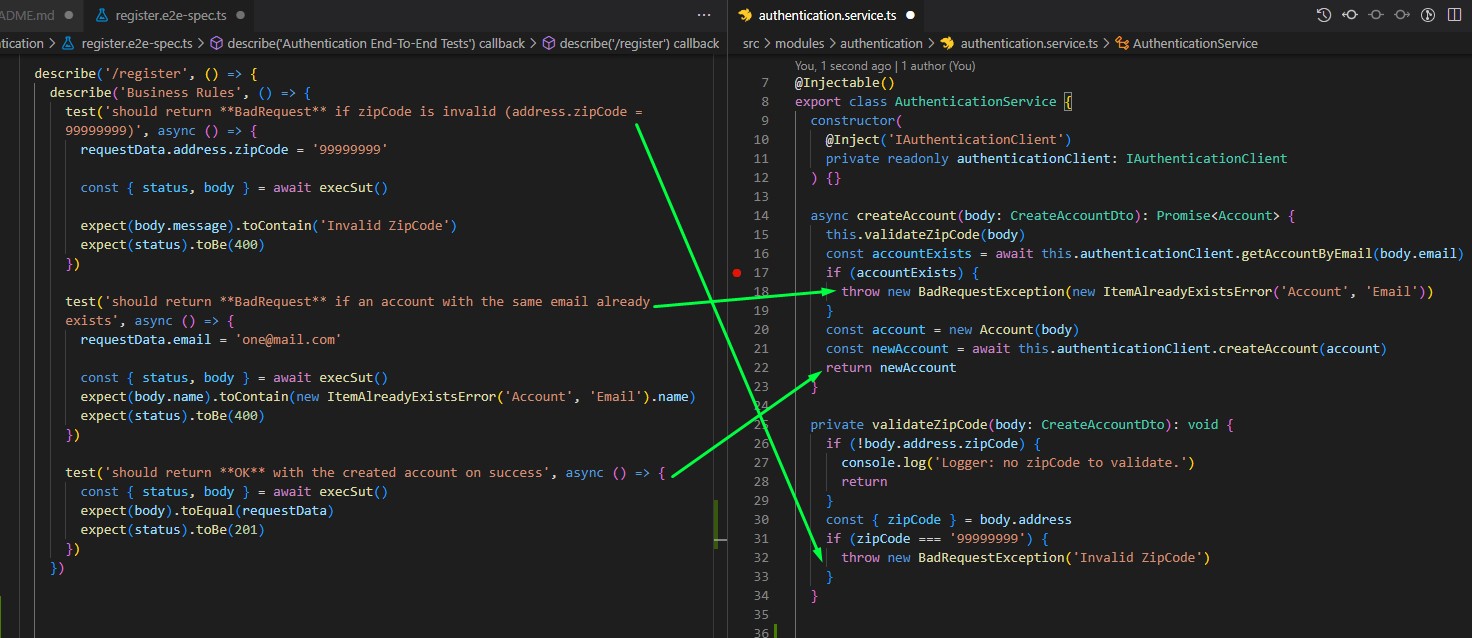 ADME.md ● register.e2e-spec.ts ● ···
tication > register.e2e-spec.ts > describe('Authentication End-To-End Tests') callback > describe('/register') callback
describe('/register', () => {
describe('Business Rules', () => {
test('should return **BadRequest** if zipCode is invalid (address.zipCode =
99999999)', async () => {
requestData.address.zipCode = '99999999'
const { status, body } = await execSut()
expect(body.message).toContain('Invalid ZipCode')
expect(status).toBe(400)
})
test('should return **BadRequest** if an account with the same email already
exists', async () => {
requestData.email = 'one@mail.com'
const { status, body } = await execSut()
expect(body.name).toContain(new ItemAlreadyExistsError('Account', 'Email').name)
expect(status).toBe(400)
})
test('should return **OK** with the created account on success', async () => {
const { status, body } = await execSut()
expect(body).toEqual(requestData)
expect(status).toBe(201)
})
})
authentication.service.ts ●
src > modules > authentication > authentication.service.ts > AuthenticationService
You, 1 second ago | 1 author (You)
7 @Injectable()
8 export class AuthenticationService {
9 constructor(
10 @Inject('IAuthenticationClient')
11 private readonly authenticationClient: IAuthenticationClient
12 ) {}
13
14 async createAccount(body: CreateAccountDto): Promise<Account> {
15 this.validateZipCode(body)
16 const accountExists = await this.authenticationClient.getAccountByEmail(body.email)
17 if (accountExists) {
18 throw new BadRequestException(new ItemAlreadyExistsError('Account', 'Email'))
19 }
20 const account = new Account(body)
21 const newAccount = await this.authenticationClient.createAccount(account)
22 return newAccount
23 }
24
25 private validateZipCode(body: CreateAccountDto): void {
26 if (!body.address.zipCode) {
27 console.log('Logger: no zipCode to validate.')
28 return
29 }
30 const { zipCode } = body.address
31 if (zipCode === '99999999') {
32 throw new BadRequestException('Invalid ZipCode')
33 }
34 }
35
36